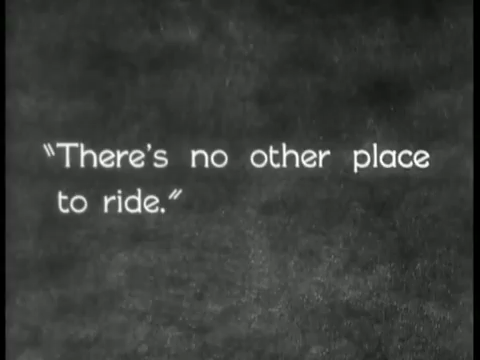 “There's no other place
to ride.”